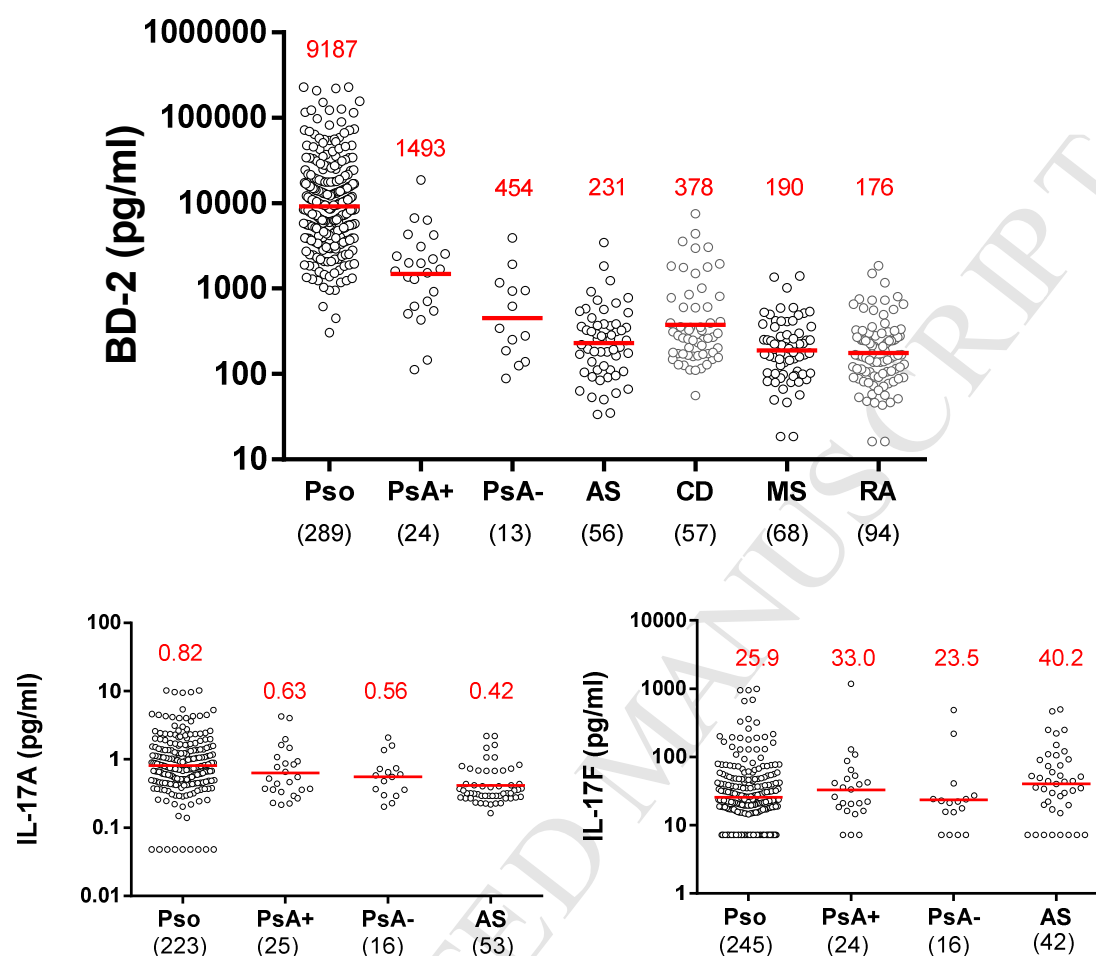 1000000
9187
100000
1493
454
231
378
190
176
10000
BD-2 (pg/ml)
1000
100
10
Pso
PsA+
PsA-
AS
CD
MS
RA
(289)
(24)
(13)
(56)
(57)
(68)
(94)
100
0.82
10
0.63
0.56
0.42
IL-17A (pg/ml)
1
0.1
0.01
Pso
PsA+
PsA-
AS
(223)
(25)
(16)
(53)
10000
25.9
33.0
23.5
40.2
1000
IL-17F (pg/ml)
100
10
1
Pso
PsA+
PsA-
AS
(245)
(24)
(16)
(42)
TED MANUSCRIPT